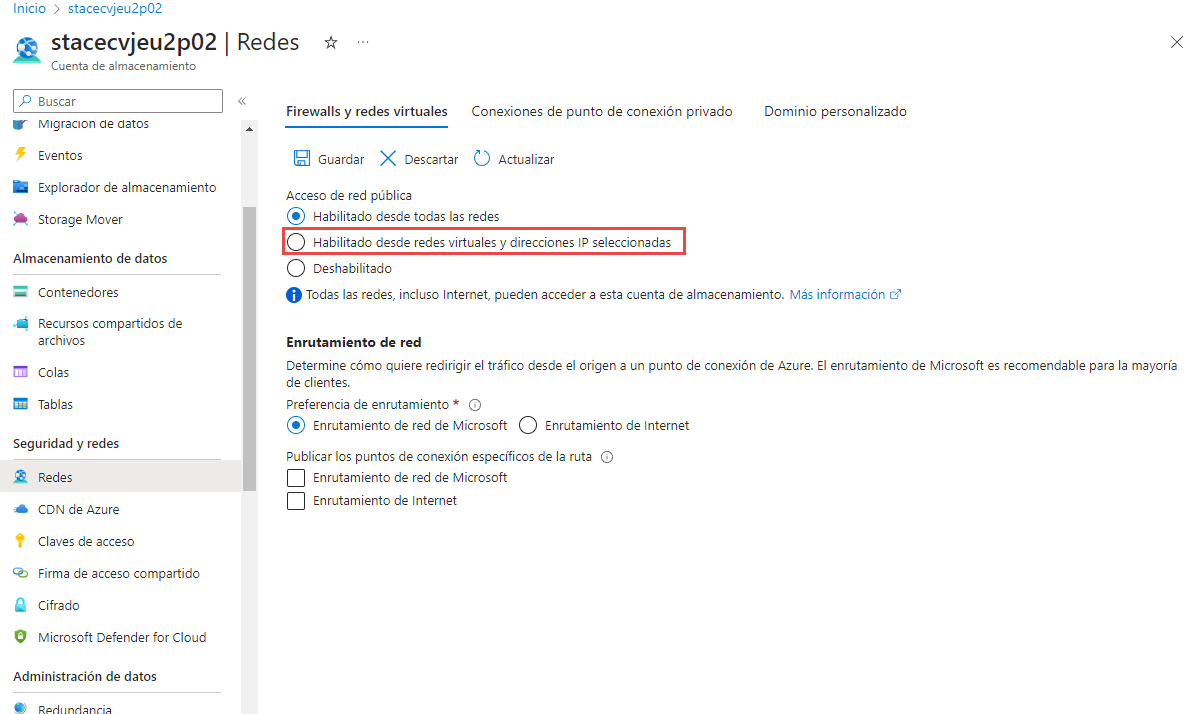 Inicio > stacecvjeu2p02
stacecvjeu2p02 | Redes
Cuenta de almacenamiento
Buscar
Migración de datos
Eventos
Explorador de almacenamiento
Storage Mover
Almacenamiento de datos
Contenedores
Recursos compartidos de
archivos
Colas
Tablas
Seguridad y redes
Redes
CDN de Azure
Claves de acceso
Firma de acceso compartido
Cifrado
Microsoft Defender for Cloud
Administración de datos
Redundancia
Firewalls y redes virtuales Conexiones de punto de conexión privado Dominio personalizado
Guardar Descartar Actualizar
Acceso de red pública
Habilitado desde todas las redes
Habilitado desde redes virtuales y direcciones IP seleccionadas
Deshabilitado
Todas las redes, incluso Internet, pueden acceder a esta cuenta de almacenamiento. Más información
Enrutamiento de red
Determine cómo quiere redirigir el tráfico desde el origen a un punto de conexión de Azure. El enrutamiento de Microsoft es recomendable para la mayoría
de clientes.
Preferencia de enrutamiento *
Enrutamiento de red de Microsoft Enrutamiento de Internet
Publicar los puntos de conexión específicos de la ruta
Enrutamiento de red de Microsoft
Enrutamiento de Internet